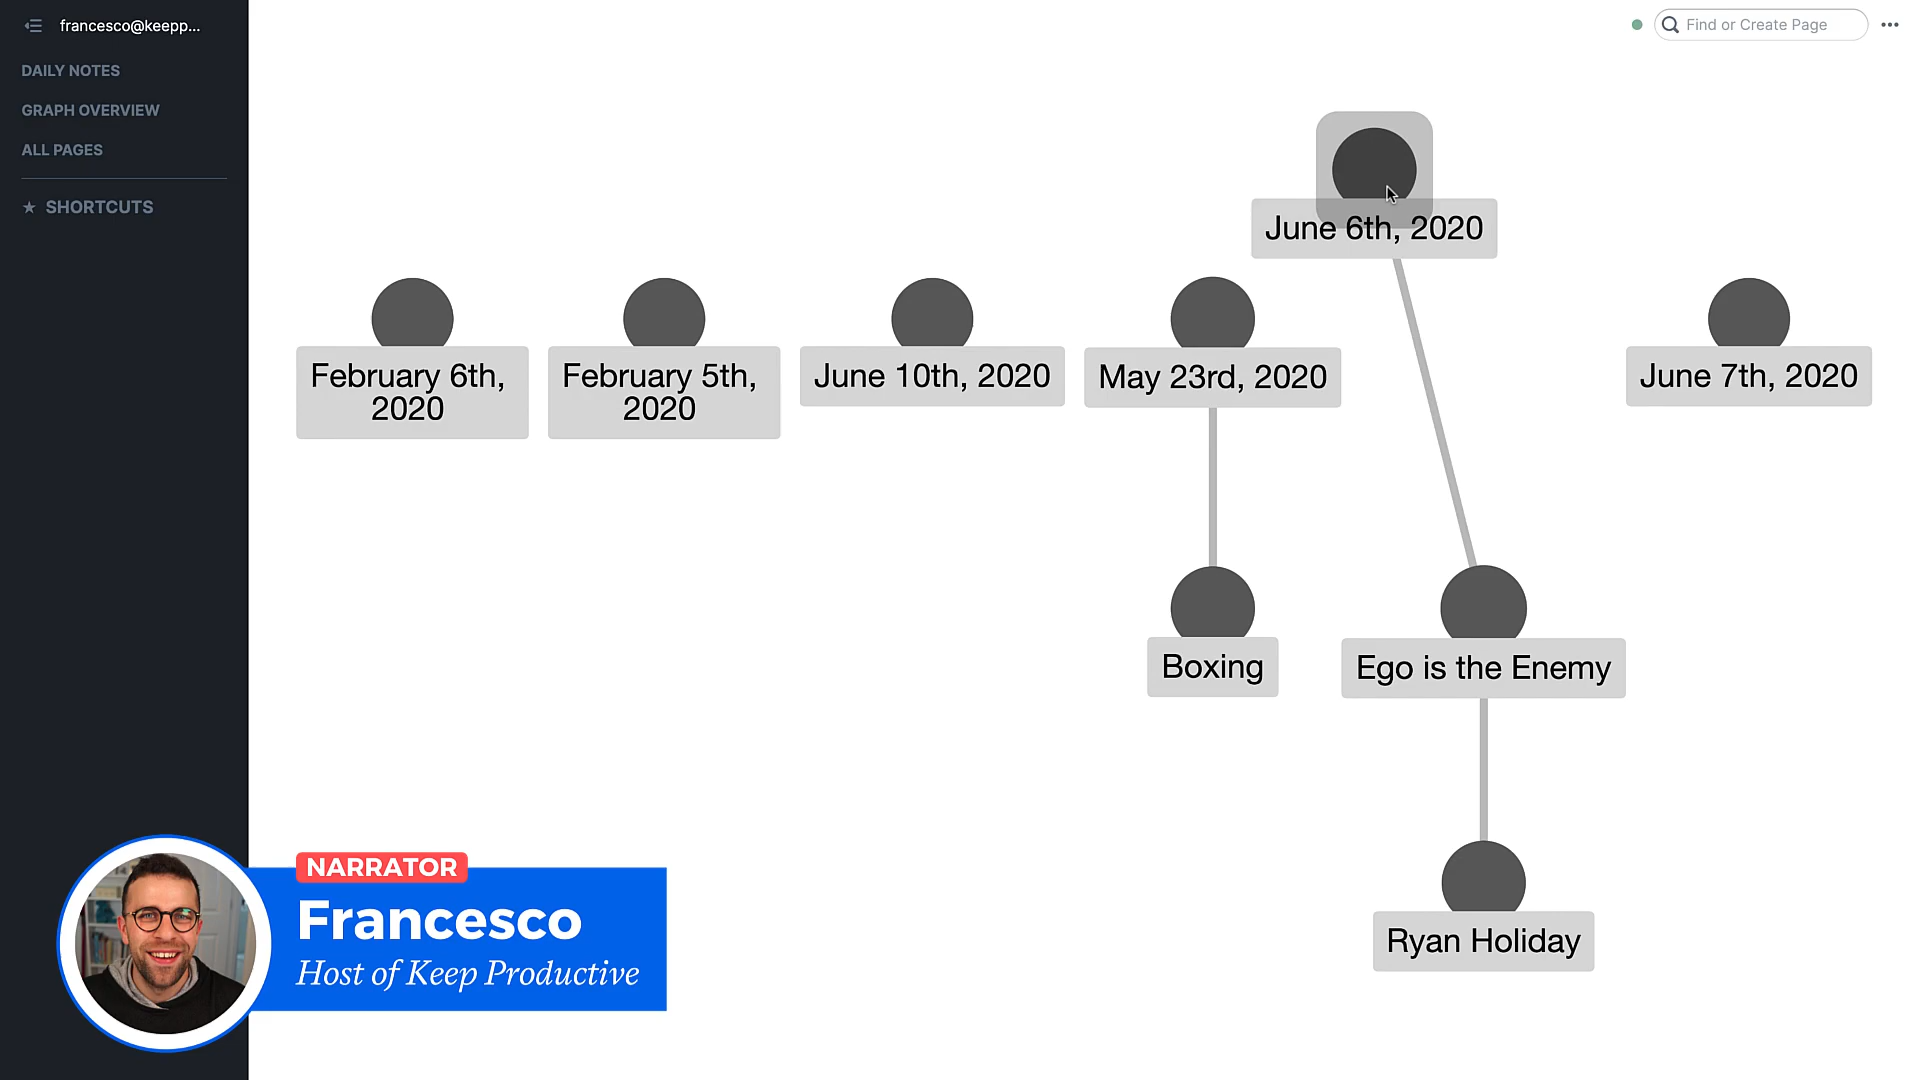 francesco@keepp...
DAILY NOTES
GRAPH OVERVIEW
ALL PAGES
★ SHORTCUTS
Find or Create Page
June 6th, 2020
February 6th,
2020
February 5th,
2020
June 10th, 2020
May 23rd, 2020
June 7th, 2020
Boxing
Ego is the Enemy
Ryan Holiday
NARRATOR
Francesco
Host of Keep Productive